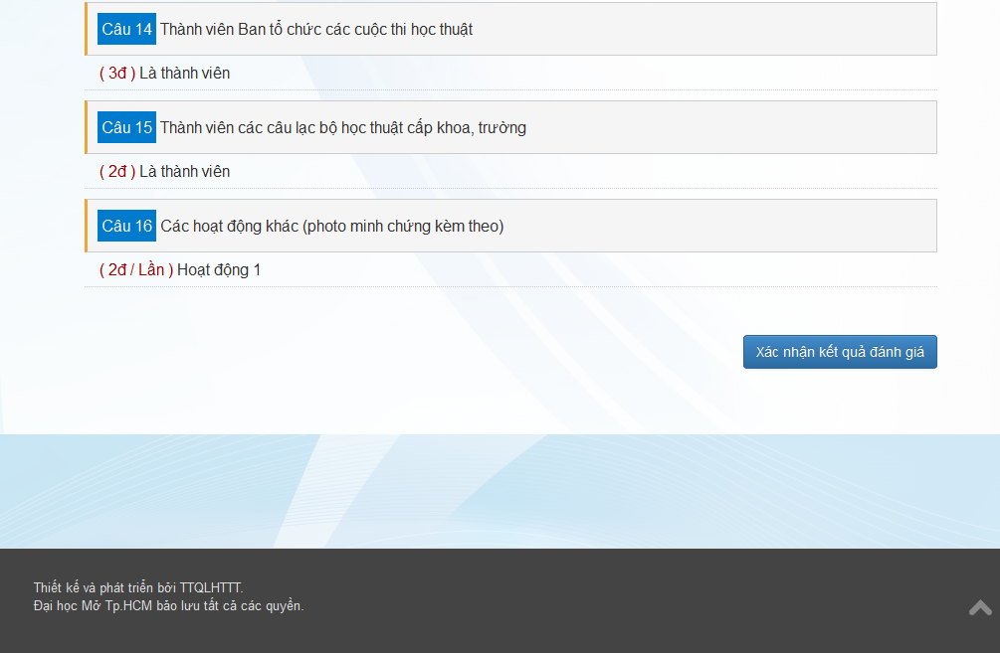 Câu 14 Thành viên Ban tổ chức các cuộc thi học thuật
( 3đ ) Là thành viên
Câu 15 Thành viên các câu lạc bộ học thuật cấp khoa, trường
( 2đ ) Là thành viên
Câu 16 Các hoạt động khác (photo minh chứng kèm theo)
( 2đ / Lần ) Hoạt động 1
Xác nhận kết quả đánh giá
Thiết kế và phát triển bởi TTQLHTTT.
Đại học Mở Tp.HCM bảo lưu tất cả các quyền.